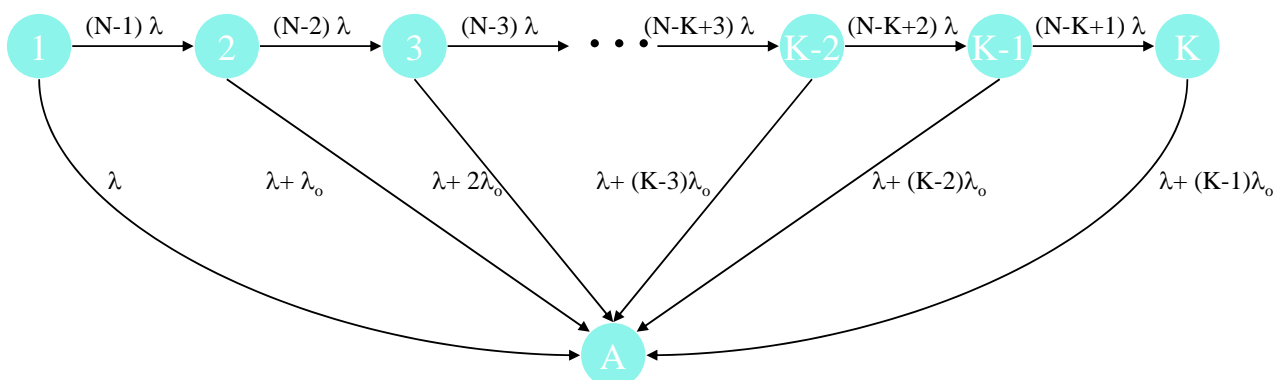 (N-1) λ (N-2) λ (N-3) λ (N-K+3) λ (N-K+2) λ (N-K+1) λ
1 2 3 • • • K-2 K-1 K
λ λ+ λo λ+ 2λo λ+ (K-3)λo λ+ (K-2)λo λ+ (K-1)λo
A